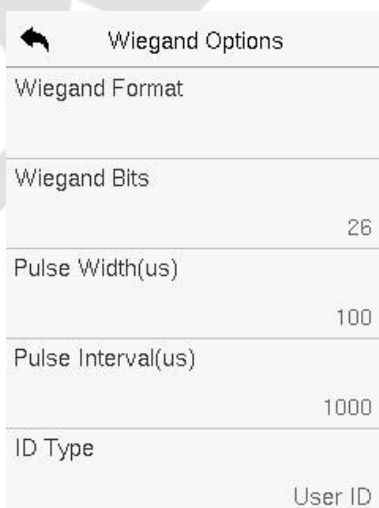 Wiegand Options
Wiegand Format
Wiegand Bits
26
Pulse Width(us)
100
Pulse Interval(us)
1000
ID Type
User ID